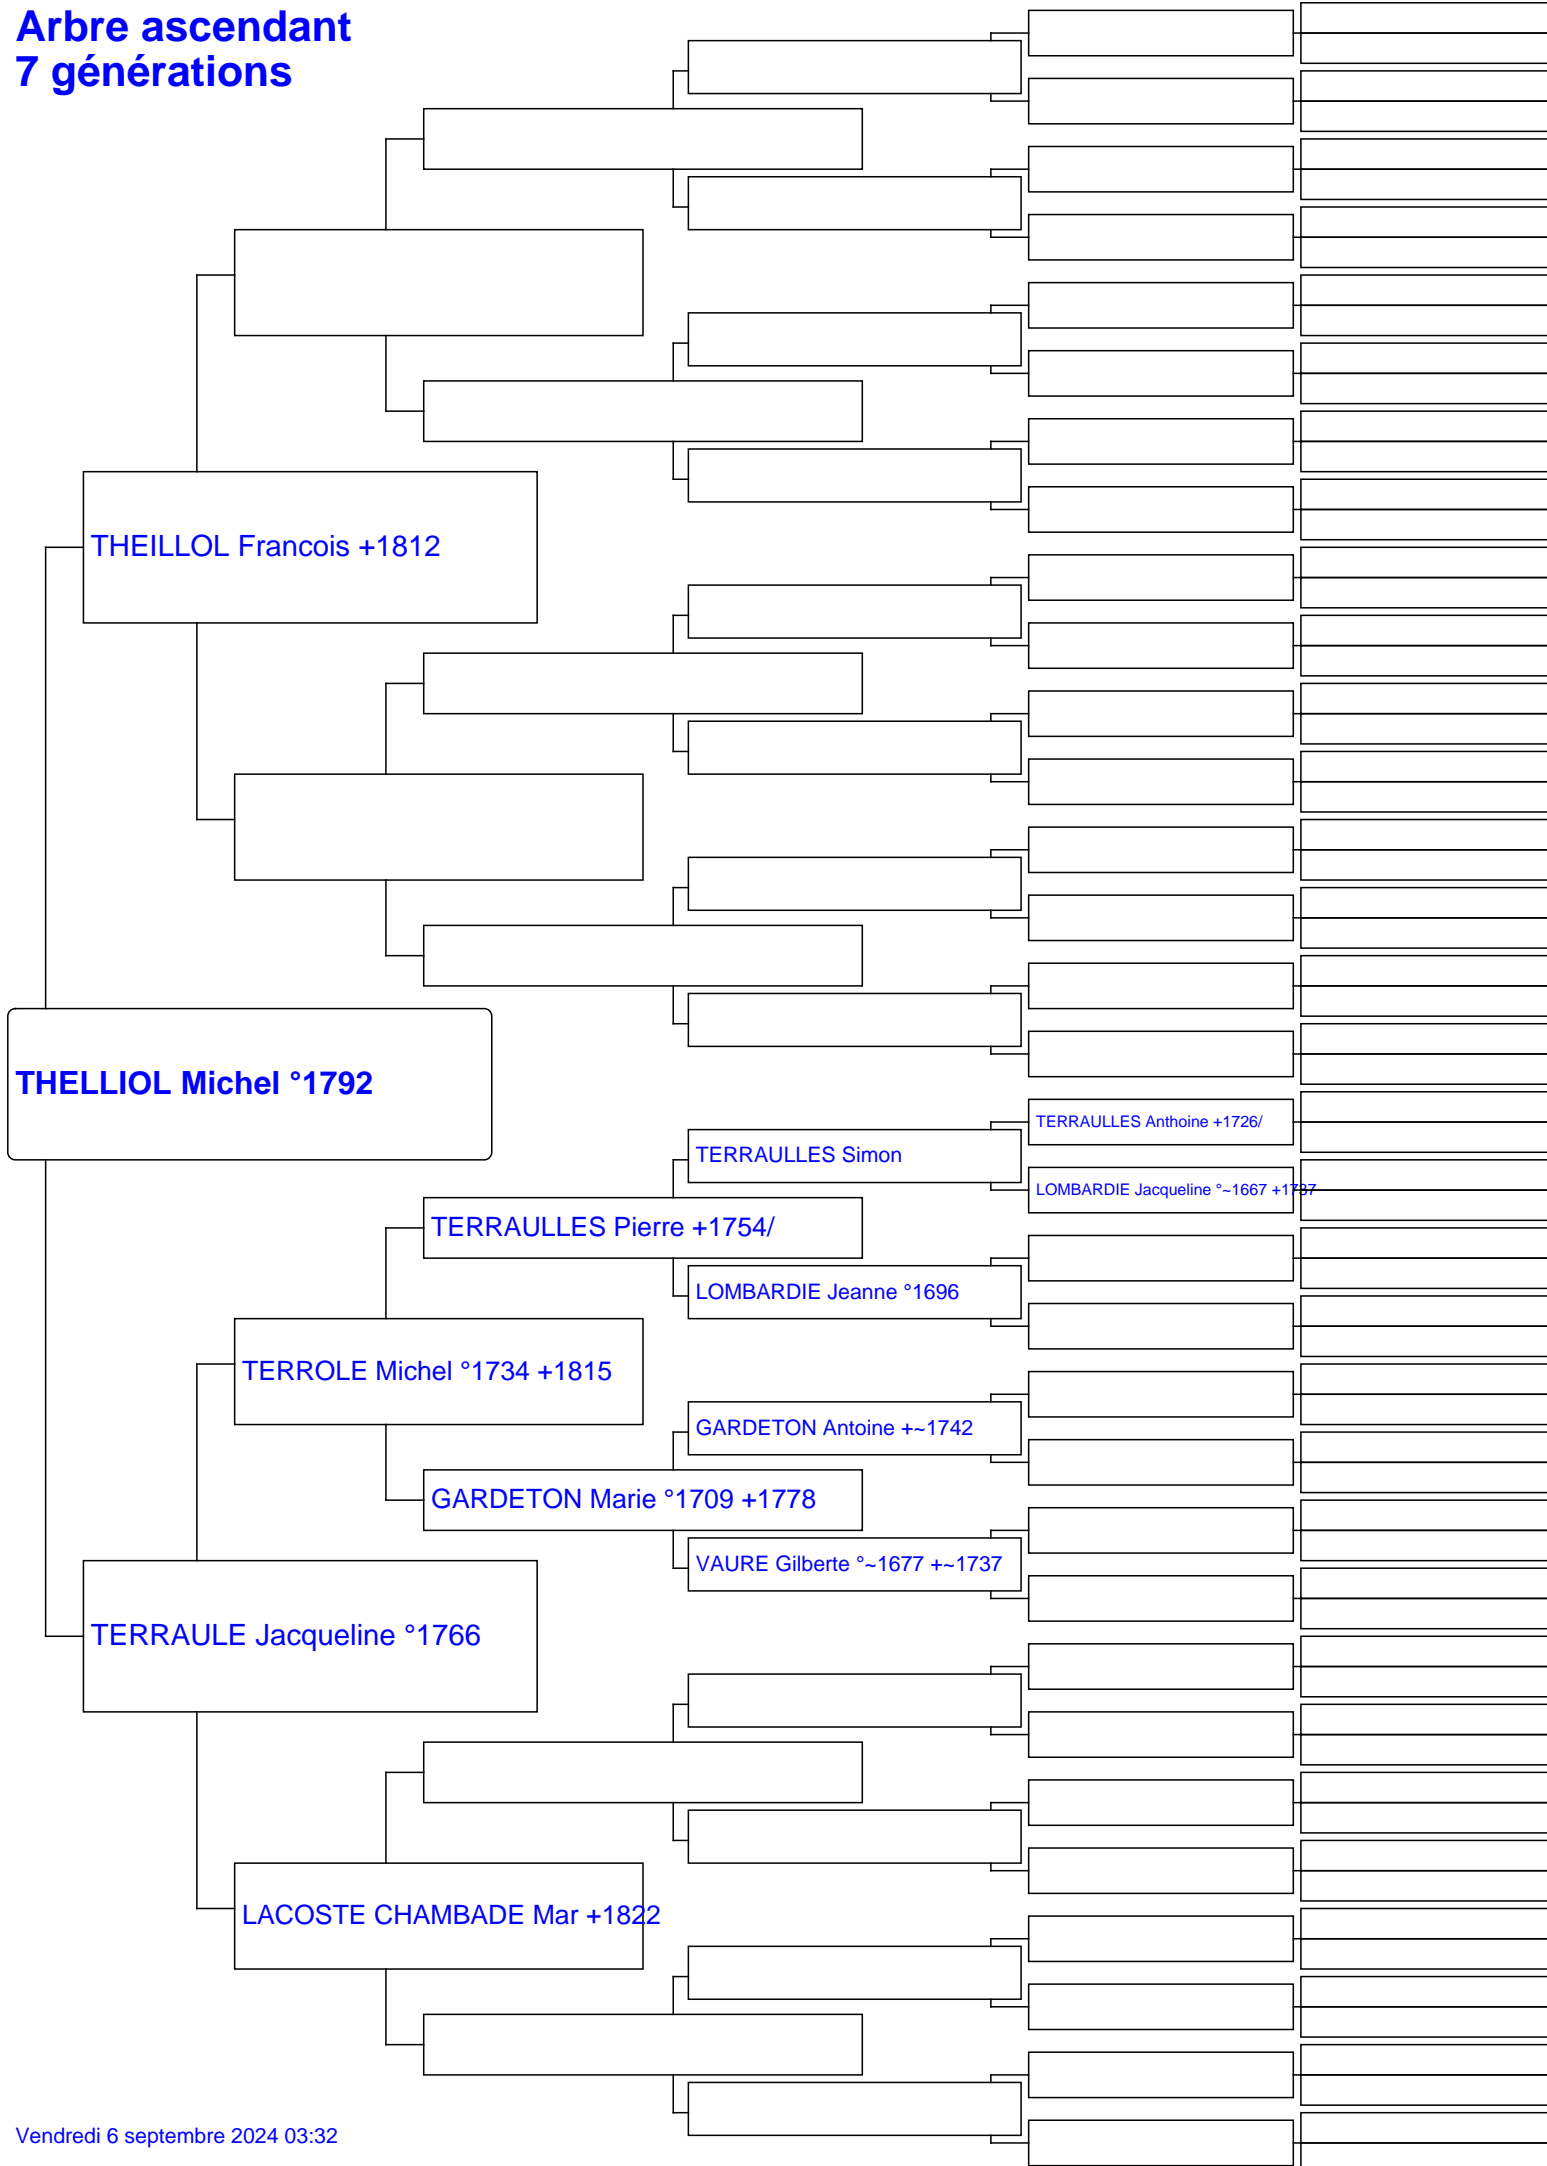 Arbre ascendant
7 générations
THEILLOL Francois +1812
THELLIOL Michel °1792
TERRAULLES Anthoine +1726/
TERRAULLES Simon
LOMBARDIE Jacqueline °~1667 +1737
TERRAULLES Pierre +1754/
LOMBARDIE Jeanne °1696
TERROLE Michel °1734 +1815
GARDETON Antoine +~1742
GARDETON Marie °1709 +1778
VAURE Gilberte °~1677 +~1737
TERRAULE Jacqueline °1766
LACOSTE CHAMBADE Mar +1822
Vendredi 6 septembre 2024 03:32